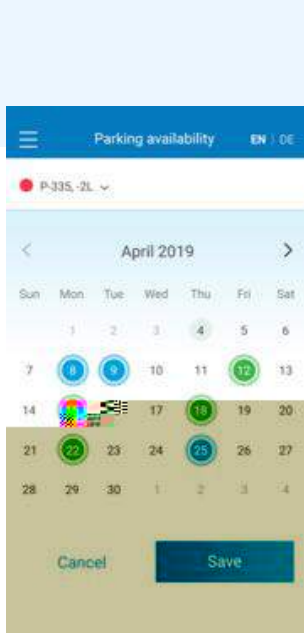 Parking availability EN | DE
P-335, -2L
< April 2019 >
Sun Mon Tue Wed Thu Fri Sat
1 2 3 4 5 6
7 8 9 10 11 12 13
14 17 18 19 20
21 22 23 24 25 26 27
28 29 30 1 2 3 4
Cancel Save